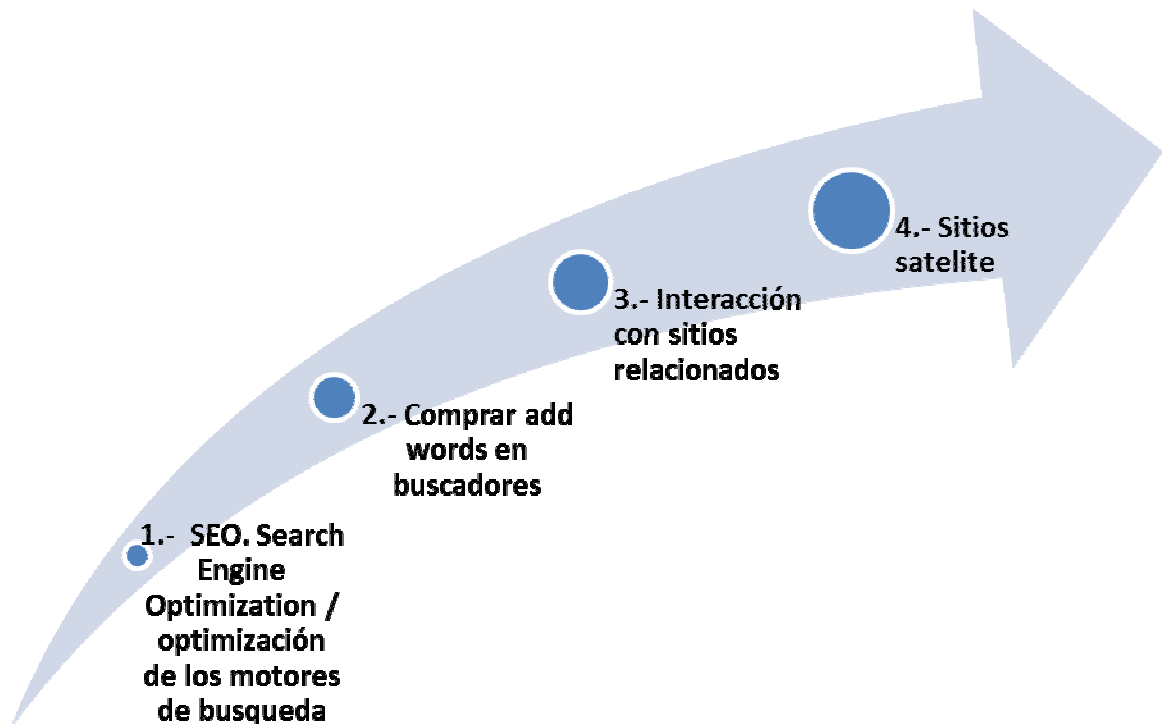 1.- SEO. Search
Engine
Optimization /
optimización
de los motores
de busqueda
2.- Comprar add
words en
buscadores
3.- Interacción
con sitios
relacionados
4.- Sitios
satelite